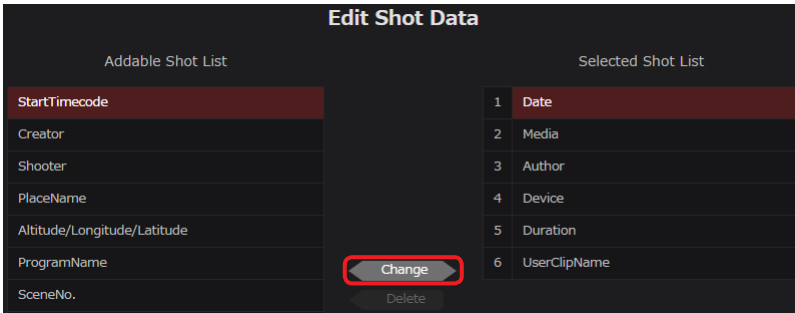 Edit Shot Data
Addable Shot List
Selected Shot List
StartTimecode
1 Date
Creator
2 Media
Shooter
3 Author
PlaceName
4 Device
Altitude/Longitude/Latitude
5 Duration
ProgramName
Change
6 UserClipName
SceneNo.
Delete